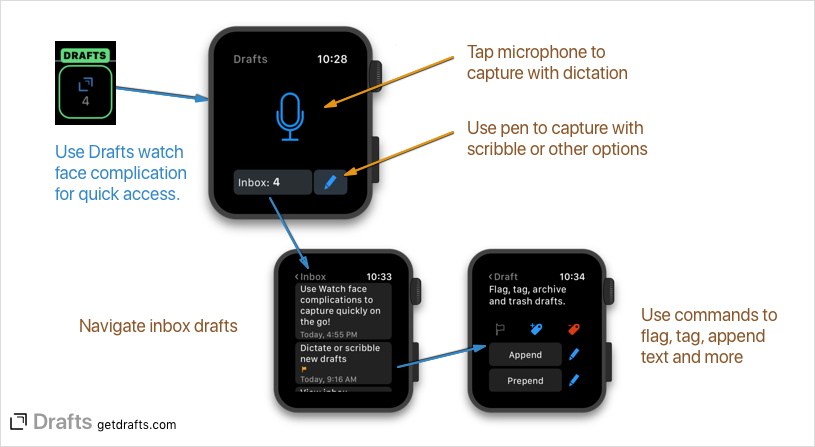 DRAFTS
4
Use Drafts watch
face complication
for quick access.
Drafts 10:28
Inbox: 4
Tap microphone to
capture with dictation
Use pen to capture with
scribble or other options
Navigate inbox drafts
<Inbox 10:33
Use Watch face
complications to
capture quickly on
the go!
Today, 4:55 PM
Dictate or scribble
new drafts
Today, 9:16 AM
View inbox
<Draft 10:34
Flag, tag, archive
and trash drafts.
Append
Prepend
Use commands to
flag, tag, append
text and more
Drafts getdrafts.com